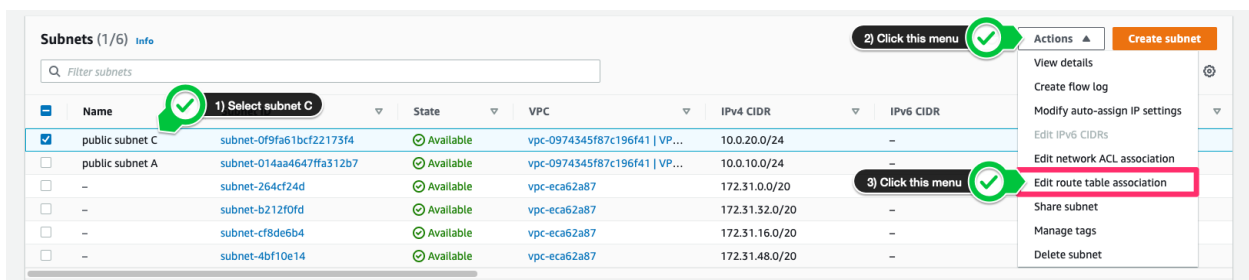 Subnets (1/6) Info
2) Click this menu
Actions
Create subnet
Filter subnets
View details
Create flow log
Modify auto-assign IP settings
Edit IPv6 CIDRs
Edit network ACL association
3) Click this menu
Edit route table association
Share subnet
Manage tags
Delete subnet
Name
1) Select subnet C
State
VPC
IPv4 CIDR
IPv6 CIDR
public subnet C subnet-0f9fa61bcf22173f4 Available vpc-0974345f87c196f41 | VP... 10.0.20.0/24 –
public subnet A subnet-014aa4647ffa312b7 Available vpc-0974345f87c196f41 | VP... 10.0.10.0/24 –
– subnet-264cf24d Available vpc-eca62a87 172.31.0.0/20
– subnet-b212f0fd Available vpc-eca62a87 172.31.32.0/20 –
– subnet-cf8de6b4 Available vpc-eca62a87 172.31.16.0/20 –
– subnet-4bf10e14 Available vpc-eca62a87 172.31.48.0/20 –